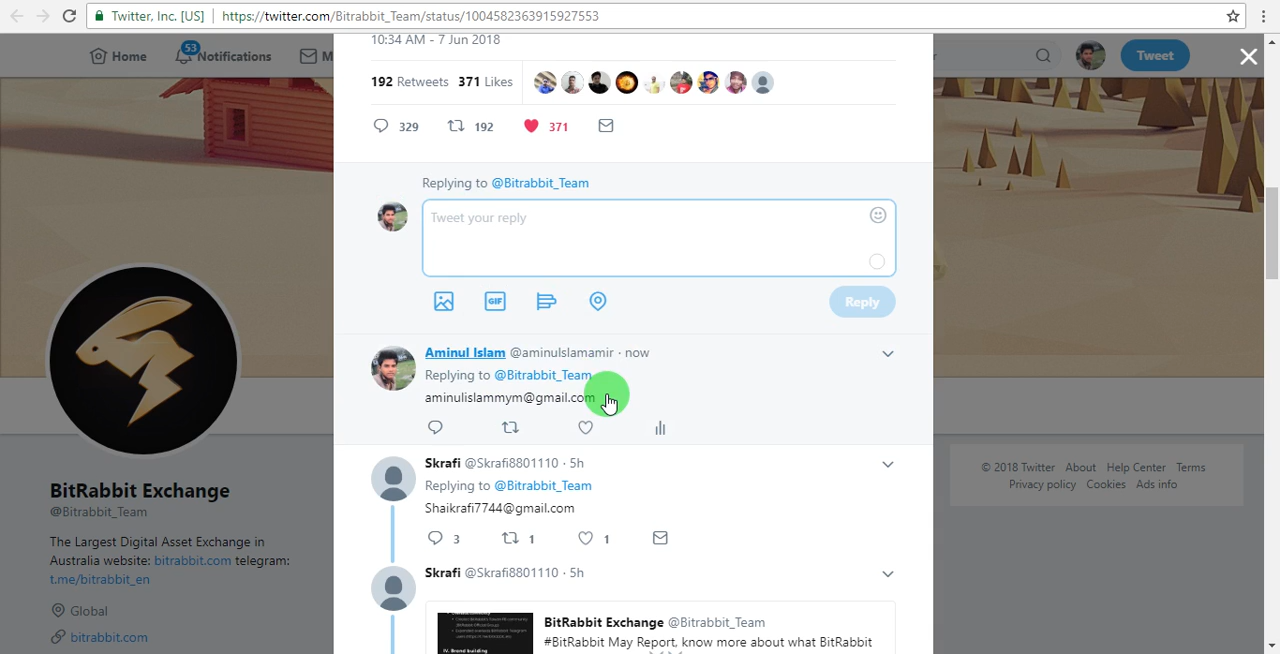 Twitter, Inc. [US] https://twitter.com/Bitrabbit_Team/status/1004582363915927553
Home 53 Notifications M Tweet
10:34 AM - 7 Jun 2018
192 Retweets 371 Likes
329 192 371
Replying to @Bitrabbit_Team
Tweet your reply
GIF Reply
Aminul Islam @aminulslamamir · now
Replying to @Bitrabbit_Team
aminulislammym@gmail.com
Skrafi @Skrafi8801110 · 5h
Replying to @Bitrabbit_Team
Shaikrafi7744@gmail.com
3 1 1
Skrafi @Skrafi8801110 · 5h
BitRabbit Exchange @Bitrabbit_Team
#BitRabbit May Report, know more about what BitRabbit
IV. Brand building
BitRabbit Exchange
@Bitrabbit_Team
The Largest Digital Asset Exchange in
Australia website: bitrabbit.com telegram:
t.me/bitrabbit_en
Global
bitrabbit.com
© 2018 Twitter About Help Center Terms
Privacy policy Cookies Ads info